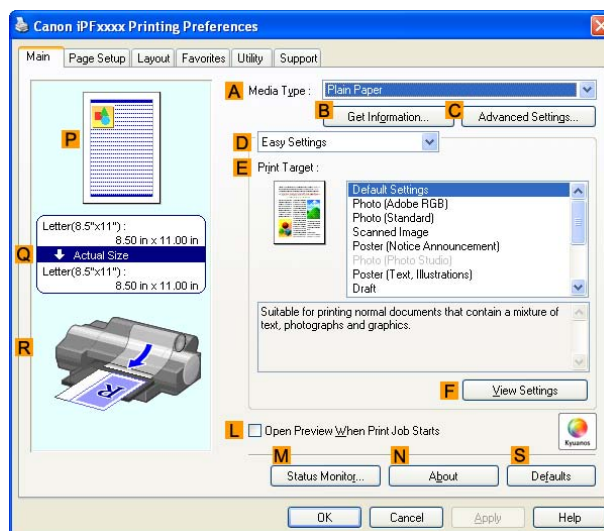 Canon iPFxxxx Printing Preferences
Main Page Setup Layout Favorites Utility Support
A Media Type : Plain Paper
B Get Information... C Advanced Settings...
D Easy Settings
E Print Target :
Default Settings
Photo (Adobe RGB)
Photo (Standard)
Scanned Image
Poster (Notice Announcement)
Photo (Photo Studio)
Poster (Text, Illustrations)
Draft
Suitable for printing normal documents that contain a mixture of
text, photographs and graphics.
F View Settings
P
Letter(8.5"x11") :
8.50 in x 11.00 in
Q Actual Size
Letter(8.5"x11") :
8.50 in x 11.00 in
R
R
L Open Preview When Print Job Starts
Kyuanos
M Status Monitor... N About S Defaults
OK Cancel Apply Help